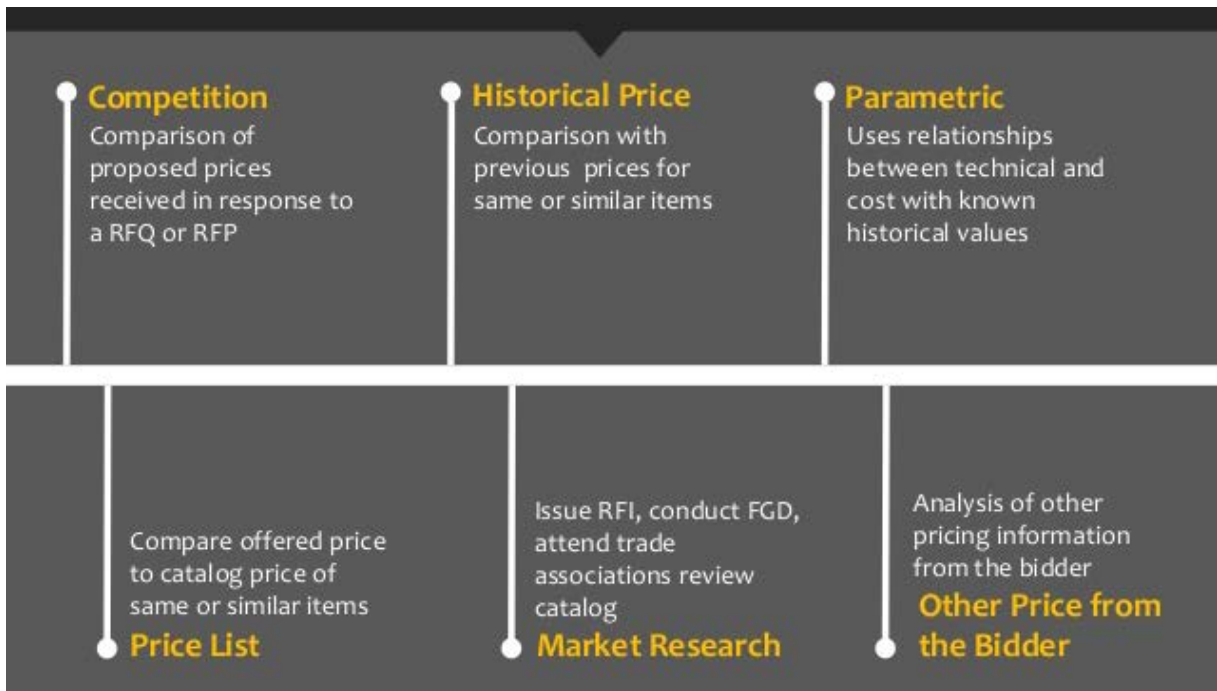 Competition
Comparison of
proposed prices
received in response to
a RFQ or RFP
Historical Price
Comparison with
previous prices for
same or similar items
Parametric
Uses relationships
between technical and
cost with known
historical values
Compare offered price
to catalog price of
same or similar items
Price List
Issue RFI, conduct FGD,
attend trade
associations review
catalog
Market Research
Analysis of other
pricing information
from the bidder
Other Price from
the Bidder